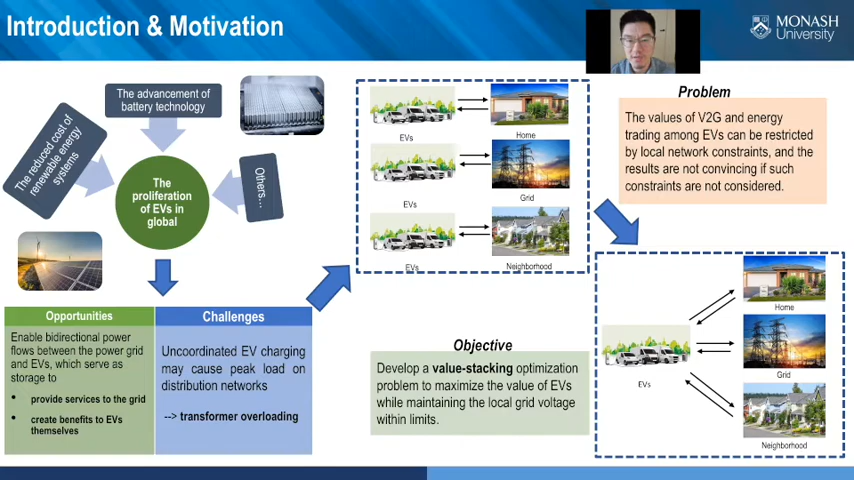 Introduction & Motivation
MONASH
University
The advancement of
battery technology
The reduced cost of
renewable energy
systems
Others…
The
proliferation
of EVs in
global
Opportunities
Enable bidirectional power
flows between the power grid
and EVs, which serve as
storage to
• provide services to the grid
• create benefits to EVs
themselves
Challenges
Uncoordinated EV charging
may cause peak load on
distribution networks
--> transformer overloading
EVs
Home
EVs
Grid
EVs
Neighborhood
Objective
Develop a value-stacking optimization
problem to maximize the value of EVs
while maintaining the local grid voltage
within limits.
Problem
The values of V2G and energy
trading among EVs can be restricted
by local network constraints, and the
results are not convincing if such
constraints are not considered.
EVs
Home
Grid
Neighborhood